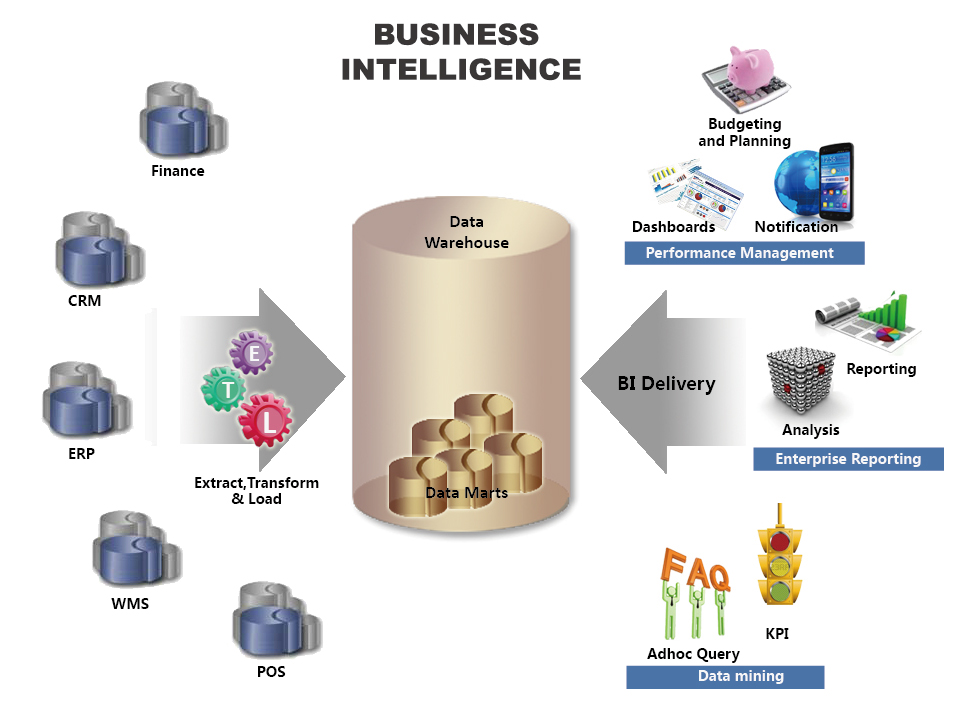 BUSINESS
INTELLIGENCE
Finance
CRM
ERP
WMS
POS
E
T
L
Extract,Transform
& Load
Data
Warehouse
Data Marts
BI Delivery
Budgeting
and Planning
Dashboards
Notification
Performance Management
Reporting
Analysis
Enterprise Reporting
FAQ
Adhoc Query
KPI
Data mining